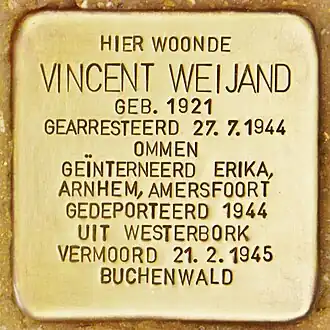 HIER WOONDE
VINCENT WEIJAND
GEB. 1921
GEARRESTEERD 27.7.1944
OMMEN
GEÏNTERNEERD ERIKA,
ARNHEM, AMERSFOORT
GEDEPORTEERD 1944
UIT WESTERBORK
VERMOORD 21.2.1945
BUCHENWALD